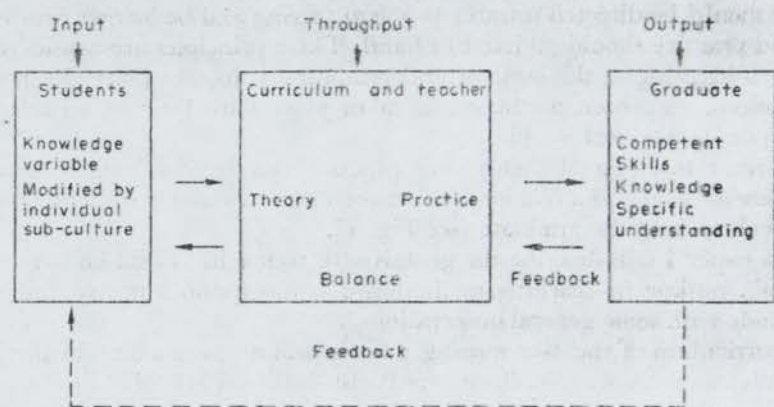 Input
Throughput
Output
Students
Knowledge
variable
Modified by
individual
sub-culture
Curriculum and teacher
Theory
Practice
Balance
Graduate
Competent
Skills
Knowledge
Specific
understanding
Feedback
Feedback